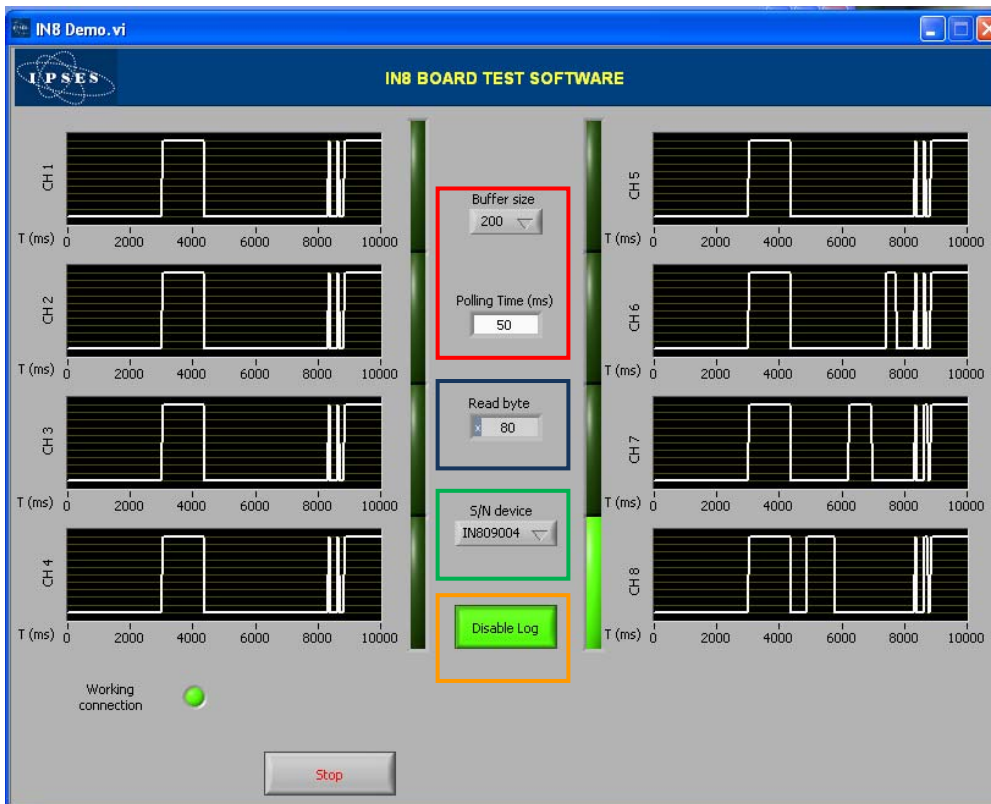 IN8 Demo.vi
IPSES
IN8 BOARD TEST SOFTWARE
CH 1
T (ms) 0 2000 4000 6000 8000 10000
CH 2
T (ms) 0 2000 4000 6000 8000 10000
CH 3
T (ms) 0 2000 4000 6000 8000 10000
CH 4
T (ms) 0 2000 4000 6000 8000 10000
Buffer size
200
Polling Time (ms)
50
Read byte
x 80
S/N device
IN809004
Disable Log
CH 5
T (ms) 0 2000 4000 6000 8000 10000
CH 6
T (ms) 0 2000 4000 6000 8000 10000
CH 7
T (ms) 0 2000 4000 6000 8000 10000
CH 8
T (ms) 0 2000 4000 6000 8000 10000
Working
connection
Stop